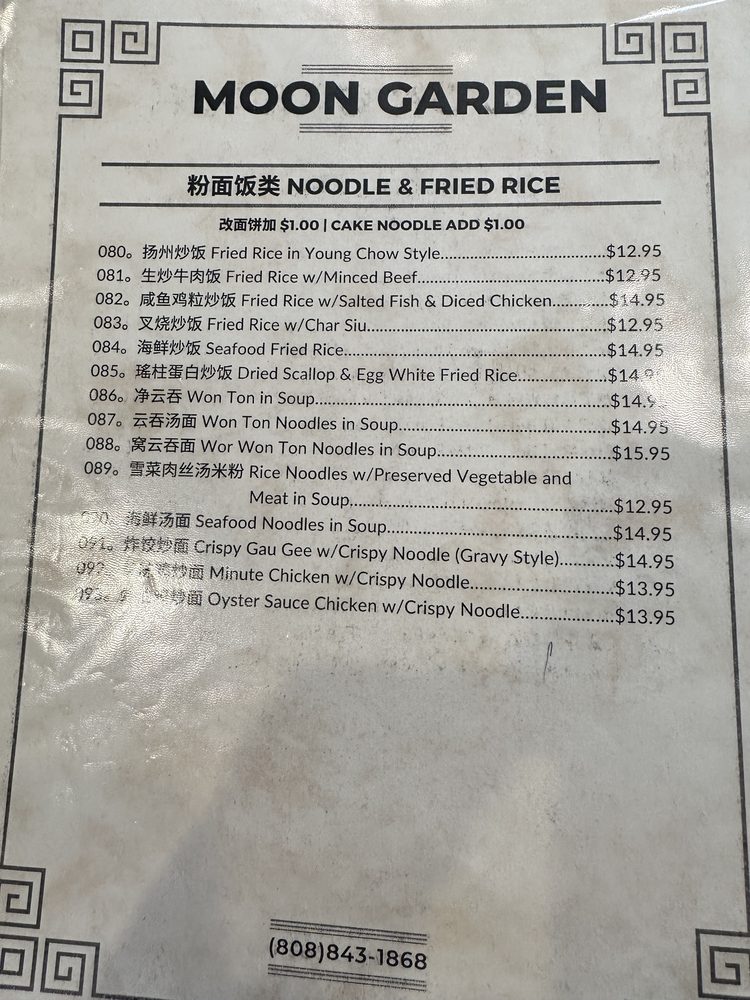 MOON GARDEN
粉面饭类 NOODLE & FRIED RICE
改面饼加 $1.00 | CAKE NOODLE ADD $1.00
080。扬州炒饭 Fried Rice in Young Chow Style.....................................$12.95
081。生炒牛肉饭 Fried Rice w/Minced Beef..........................................$12.95
082。咸鱼鸡粒炒饭 Fried Rice w/Salted Fish & Diced Chicken.............$14.95
083。叉烧炒饭 Fried Rice w/Char Siu.....................................................$12.95
084。海鲜炒饭 Seafood Fried Rice..........................................................$14.95
085。瑤柱蛋白炒饭 Dried Scallop & Egg White Fried Rice...................
086。净云吞 Won Ton in Soup.................................................................
087。云吞汤面 Won Ton Noodles in Soup..............................................$14.95
088。窝云吞面 Wor Won Ton Noodles in Soup.....................................$15.95
089。雪菜肉丝汤米粉 Rice Noodles w/Preserved Vegetable and
Meat in Soup........................................................$12.95
海鲜汤面 Seafood Noodles in Soup................................................$14.95
091。炸饺炒面 Crispy Gau Gee w/Crispy Noodle (Gravy Style)...........$14.95
炒面 Minute Chicken w/Crispy Noodle..............................$13.95
炒面 Oyster Sauce Chicken w/Crispy Noodle...................$13.95
(808)843-1868